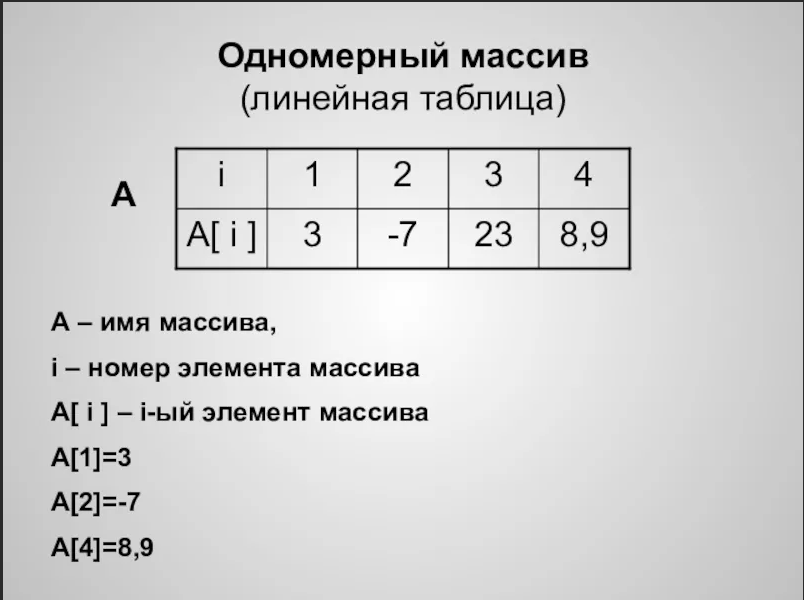 Одномерный массив
(линейная таблица)
А
i 1 2 3 4
A[ i ] 3 -7 23 8,9
А – имя массива,
i – номер элемента массива
A[ i ] – i-ый элемент массива
A[1]=3
A[2]=-7
A[4]=8,9